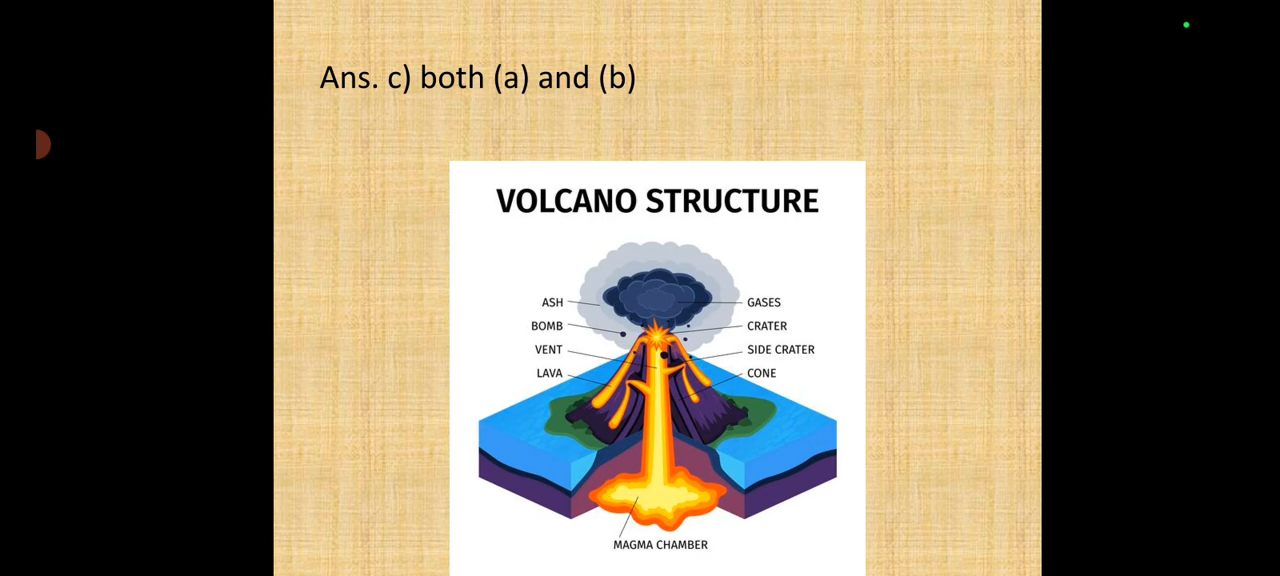 Ans. c) both (a) and (b)
VOLCANO STRUCTURE
ASH
BOMB
VENT
LAVA
GASES
CRATER
SIDE CRATER
CONE
MAGMA CHAMBER